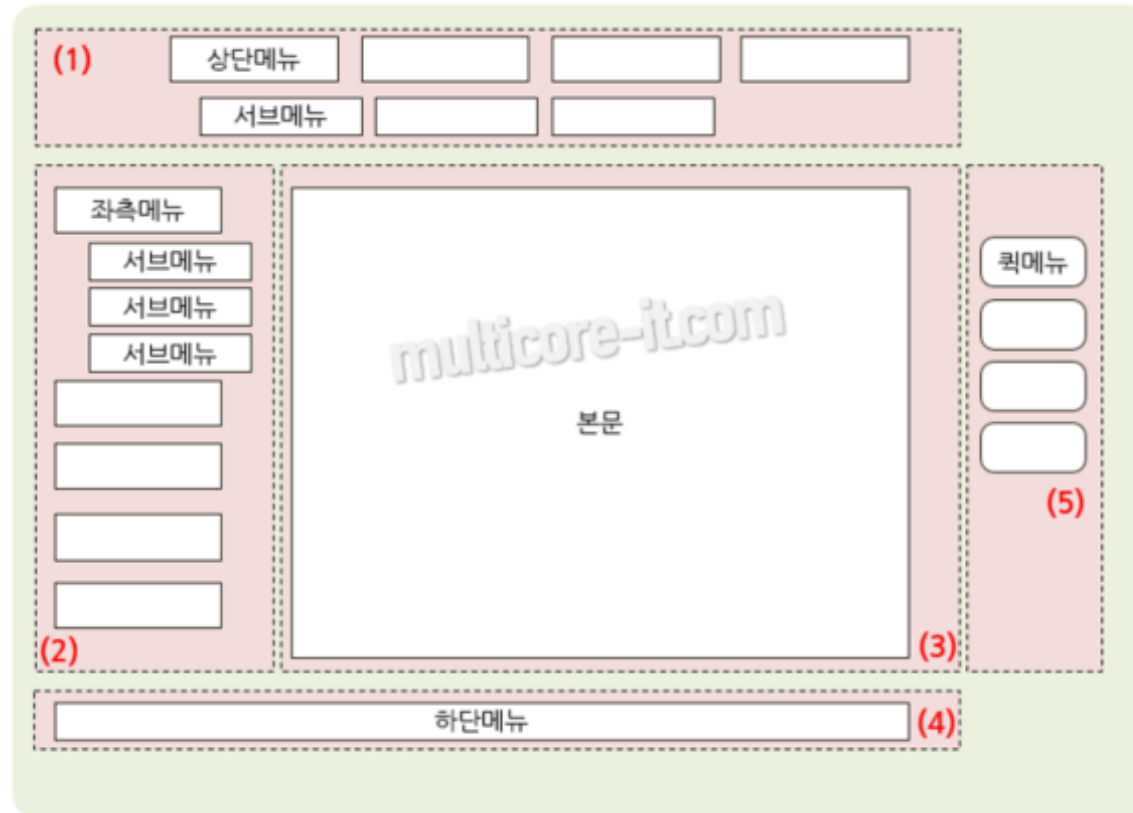 (1)
상단메뉴
서브메뉴
좌측메뉴
서브메뉴
서브메뉴
서브메뉴
(2)
multicore-it.com
본문
(3)
퀵메뉴
(5)
하단메뉴
(4)